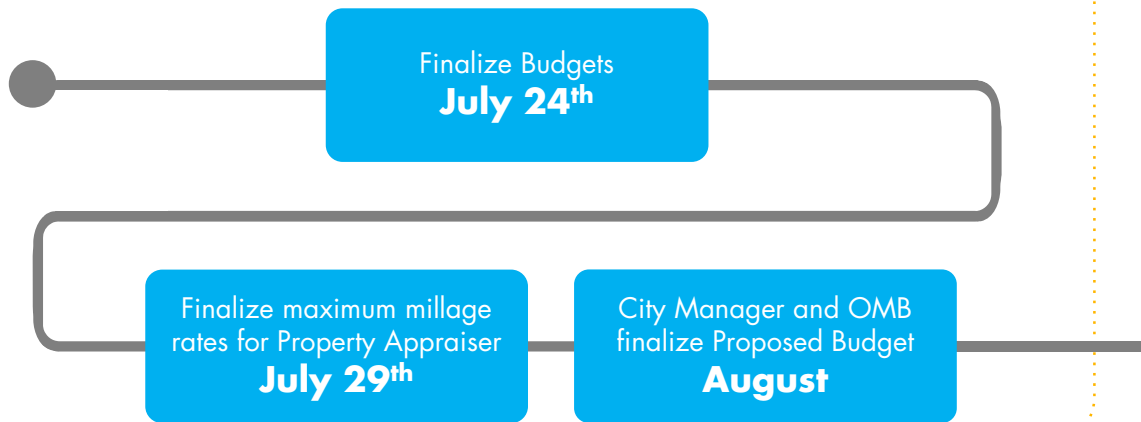 Finalize Budgets
July 24th
Finalize maximum millage
rates for Property Appraiser
July 29th
City Manager and OMB
finalize Proposed Budget
August